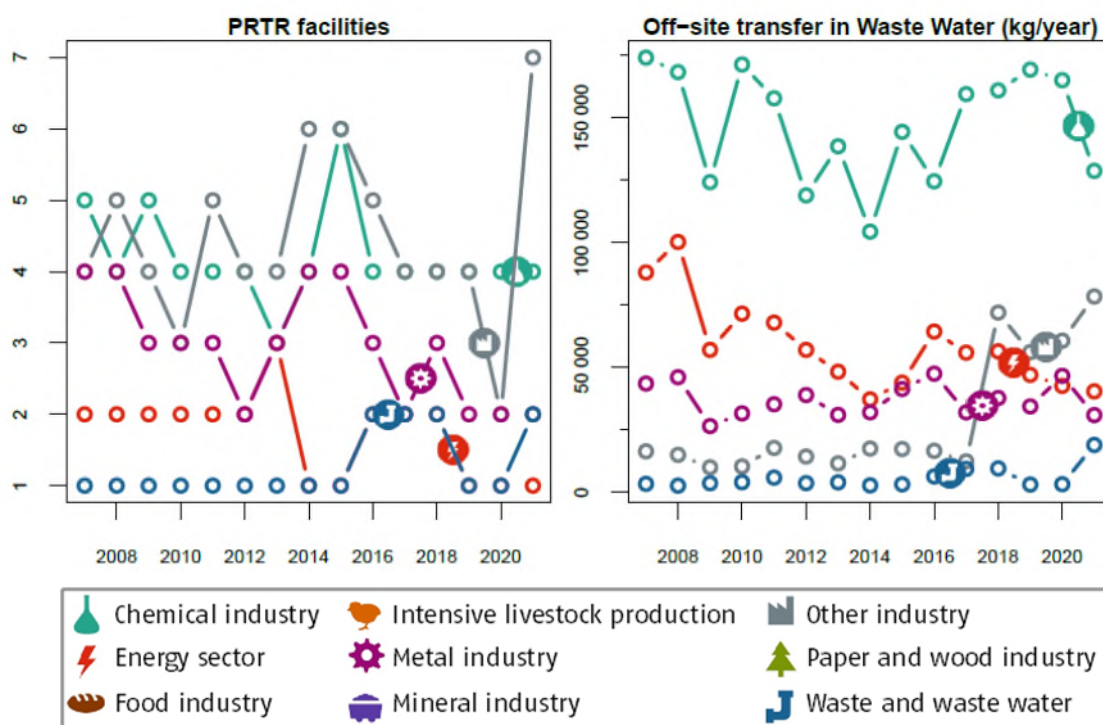 PRTR facilities
7
6
5
4
3
2
1
2008 2010 2012 2014 2016 2018 2020
Off-site transfer in Waste Water (kg/year)
150 000
100 000
50 000
0
2008 2010 2012 2014 2016 2018 2020
Chemical industry Intensive livestock production Other industry
Energy sector Metal industry Paper and wood industry
Food industry Mineral industry Waste and waste water